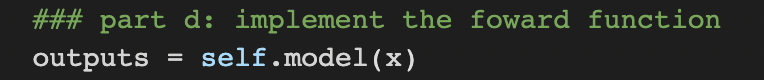 ### part d: implement the foward function
outputs = self.model(x)